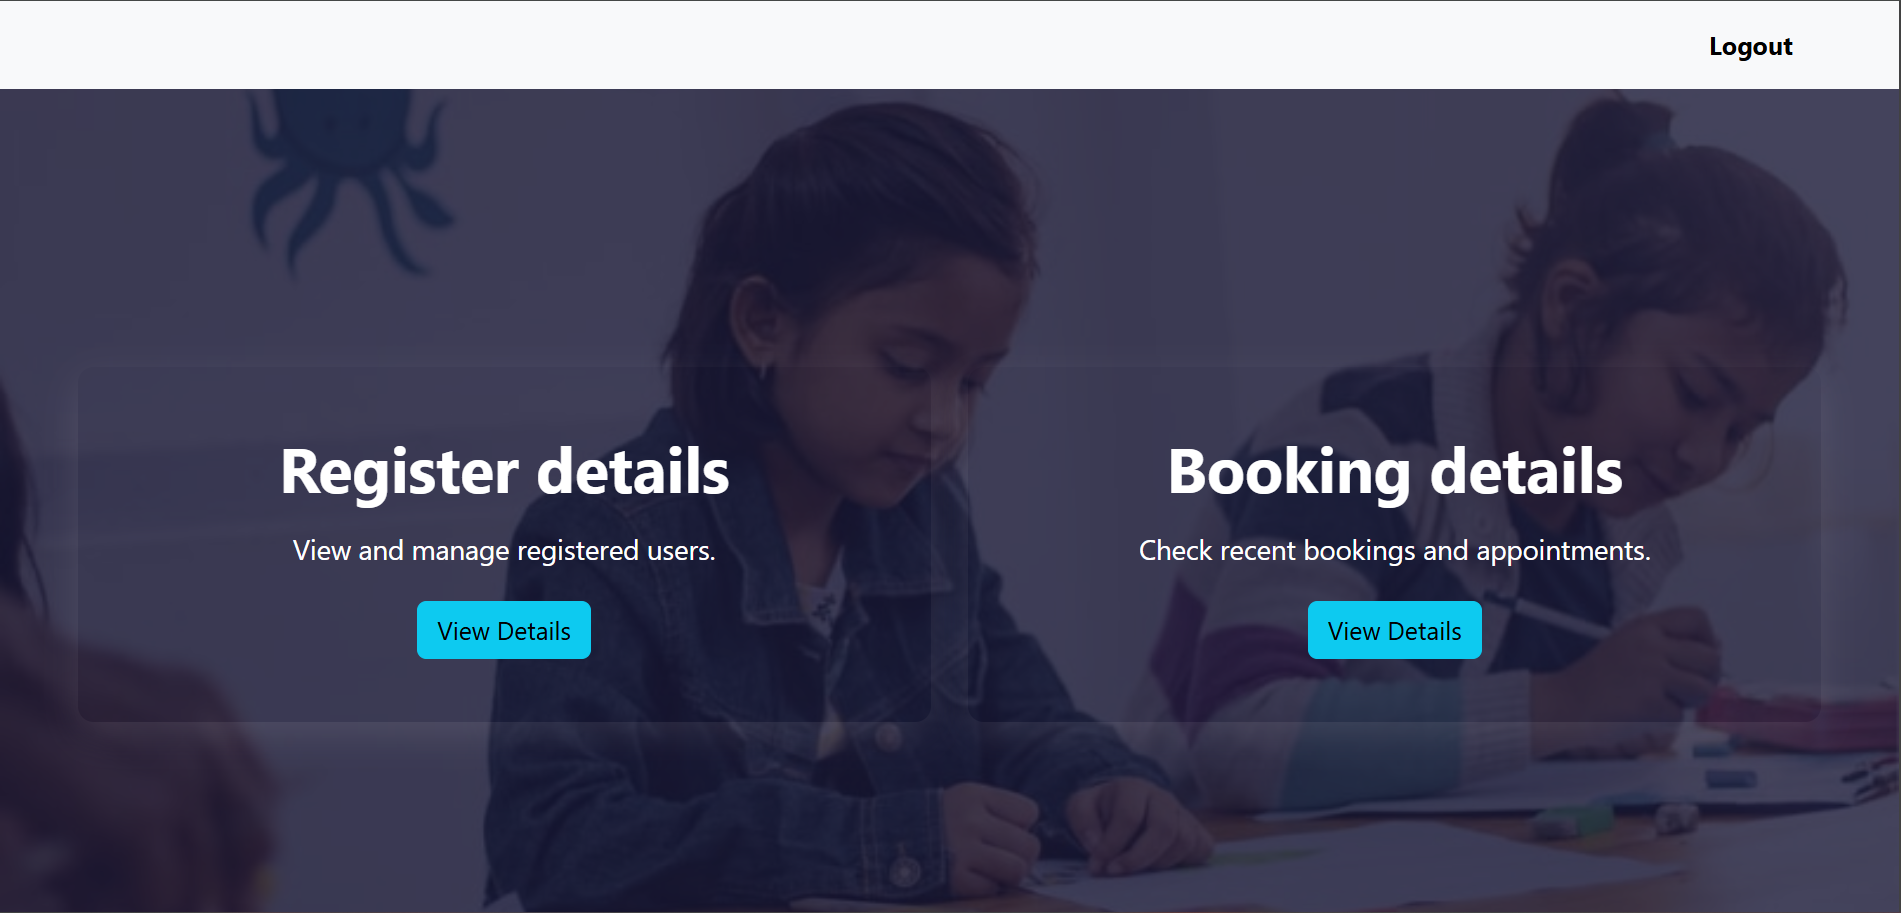 Logout
Register details
View and manage registered users.
View Details
Booking details
Check recent bookings and appointments.
View Details